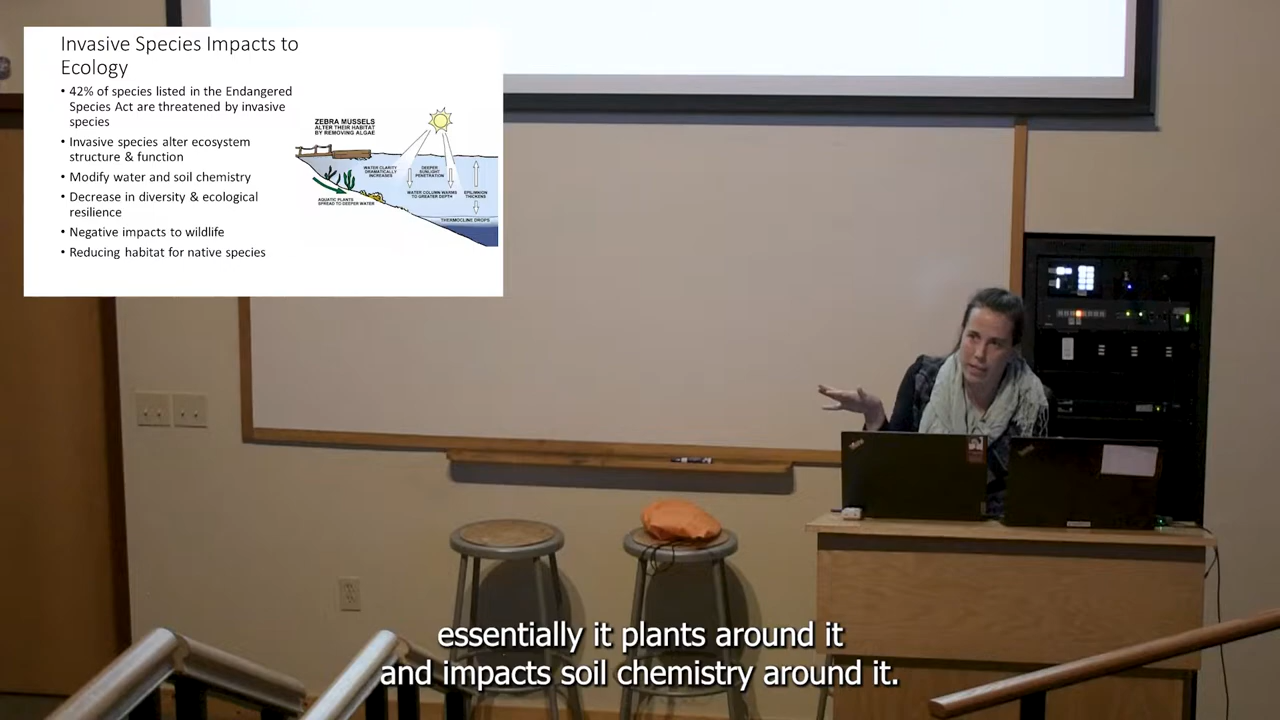 Invasive Species Impacts to
Ecology
• 42% of species listed in the Endangered
Species Act are threatened by invasive
species
• Invasive species alter ecosystem
structure & function
• Modify water and soil chemistry
• Decrease in diversity & ecological
resilience
• Negative impacts to wildlife
• Reducing habitat for native species
ZEBRA MUSSELS
ALTER THEIR HABITAT
BY REMOVING ALGAE
WATER CLARITY
DRAMATICALLY
INCREASES
DEEPER
SUNLIGHT
PENETRATION
WATER COLUMN WARMS
TO GREATER DEPTH
EPILIMNION
THICKENS
AQUATIC PLANTS
SPREAD TO DEEPER WATER
THERMOCLINE DROPS
essentially it plants around it
and impacts soil chemistry around it.